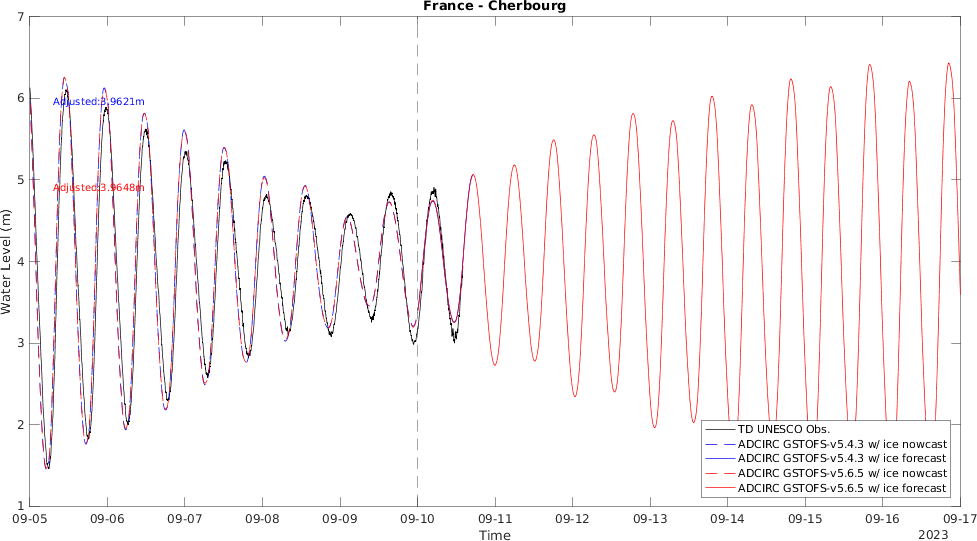 France - Cherbourg
7
6
5
4
3
2
1
Water Level (m)
Adjusted:3.9621m
Adjusted:3.9648m
TD UNESCO Obs.
ADCIRC GSTOFS-v5.4.3 w/ ice nowcast
ADCIRC GSTOFS-v5.4.3 w/ ice forecast
ADCIRC GSTOFS-v5.6.5 w/ ice nowcast
ADCIRC GSTOFS-v5.6.5 w/ ice forecast
09-05 09-06 09-07 09-08 09-09 09-10 09-11 09-12 09-13 09-14 09-15 09-16 09-17
Time
2023